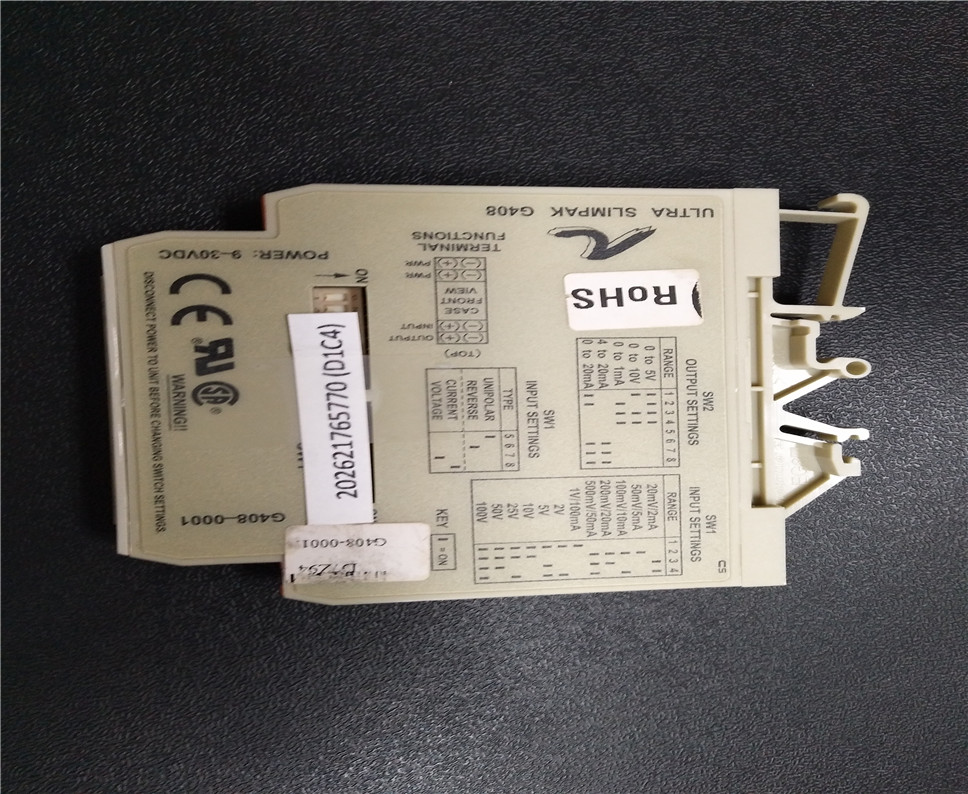 ULTRA SLIMPAK G408
RoHS
TERMINAL
FUNCTIONS
PWR (−) (+)
PWR (−) (+)
CASE
FRONT
VIEW
INPUT (−) (+)
OUTPUT (−) (+)
(TOP)
POWER: 9-30VDC
ON
CE
DISCONNECT POWER TO UNIT BEFORE CHANGING SWITCH SETTINGS.
WARNING!!
G408-0001
20262176S770 (D1C4)
G408-0001
SW2
OUTPUT SETTINGS
RANGE 1 2 3 4 5 6 7 8
0 to 5V
0 to 10V
0 to 1mA
4 to 20mA
0 to 20mA
SW1
INPUT SETTINGS
TYPE 5 6 7 8
UNIPOLAR
REVERSE
CURRENT
VOLTAGE
SW1
INPUT SETTINGS
RANGE 1 2 3 4
20mV/2mA
50mV/5mA
100mV/10mA
200mV/20mA
500mV/50mA
1V/100mA
2V
5V
10V
25V
50V
100V
KEY I = ON
C5